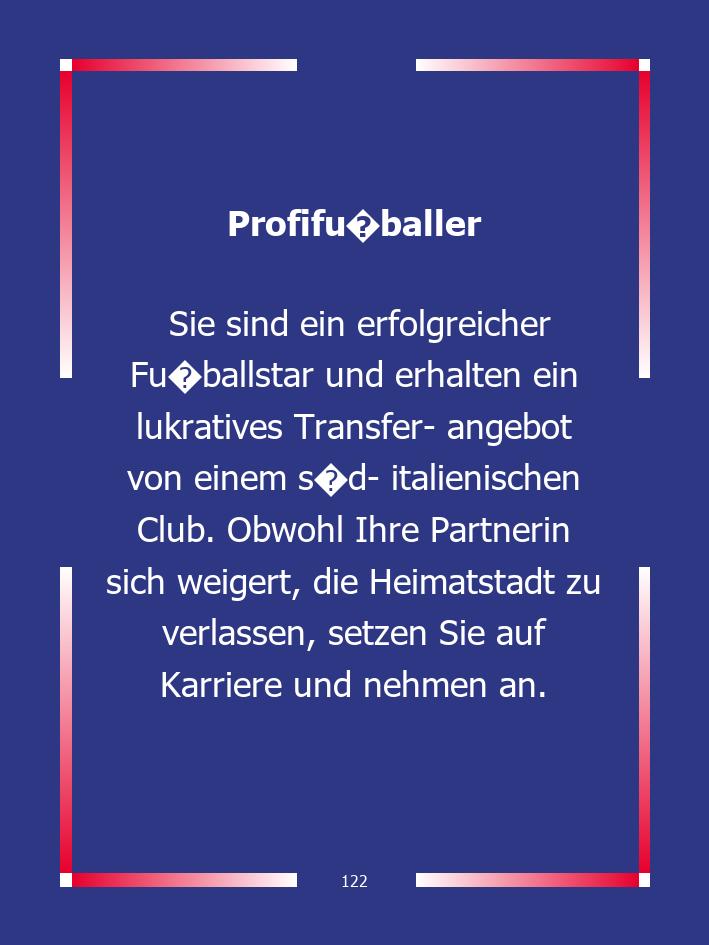 Profifu�baller
Sie sind ein erfolgreicher
Fu�ballstar und erhalten ein
lukratives Transfer- angebot
von einem s�d- italienischen
Club. Obwohl Ihre Partnerin
sich weigert, die Heimatstadt zu
verlassen, setzen Sie auf
Karriere und nehmen an.
122